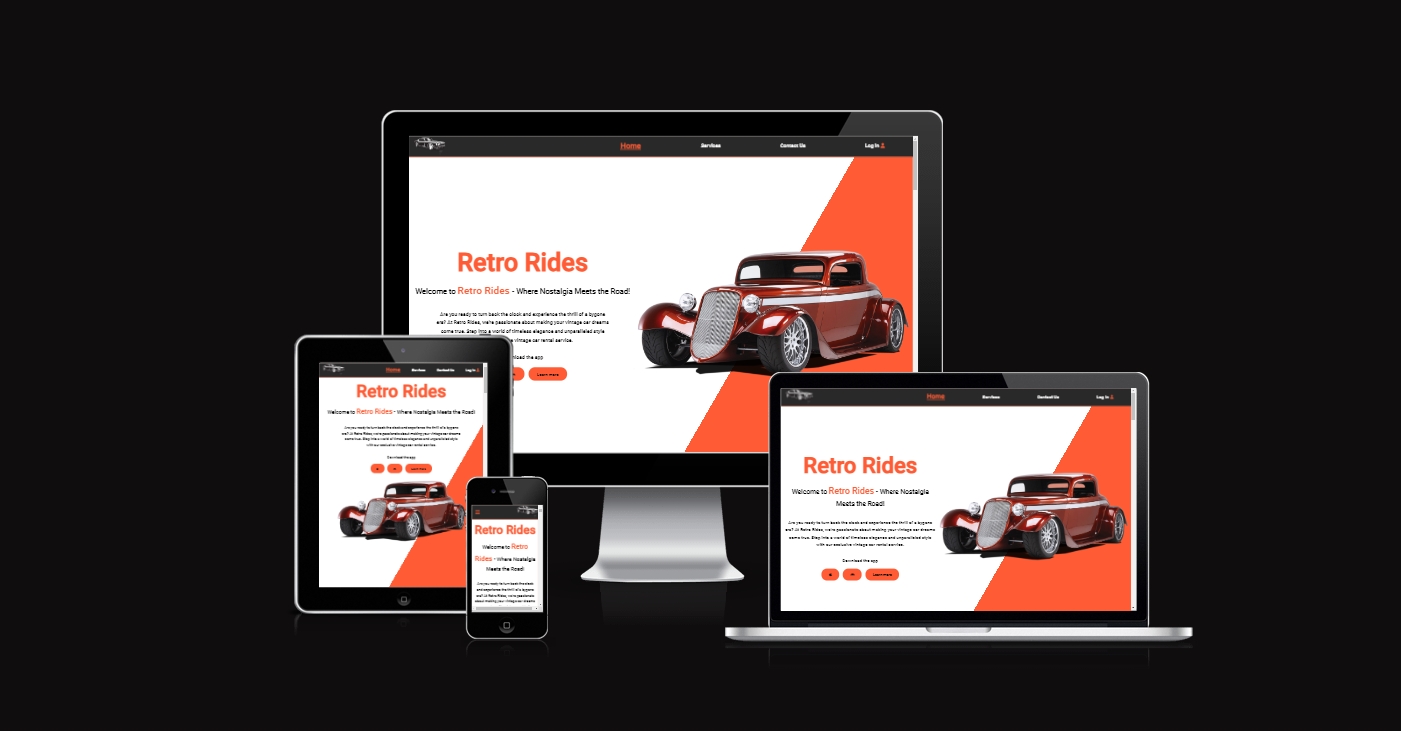 Home
Services
Contact Us
Log in
Retro Rides
Welcome to Retro Rides - Where Nostalgia Meets the Road!
Are you ready to turn back the clock and experience the thrill of a bygone
era? At Retro Rides, we're passionate about making your vintage car dreams
come true. Step into a world of timeless elegance and unparalleled style
vintage car rental service.
the app
Learn more
Home
Services
Contact Us
Log in
Retro Rides
Welcome to Retro Rides - Where Nostalgia Meets the Road!
Are you ready to turn back the clock and experience the thrill of a bygone
era? At Retro Rides, we're passionate about making your vintage car dreams
come true. Step into a world of timeless elegance and unparalleled style
with our exclusive vintage car rental service.
Download the app
Learn more
Retro Rides
Welcome to Retro
Rides - Where Nostalgia
Meets the Road!
Are you ready to turn back the clock
and experience the thrill of a bygone
era? At Retro Rides, we're passionate
about making your vintage car dreams
Home
Services
Contact Us
Log in
Retro Rides
Welcome to Retro Rides - Where Nostalgia
Meets the Road!
Are you ready to turn back the clock and experience the thrill of a bygone
era? At Retro Rides, we're passionate about making your vintage car dreams
come true. Step into a world of timeless elegance and unparalleled style
with our exclusive vintage car rental service.
Download the app
Learn more